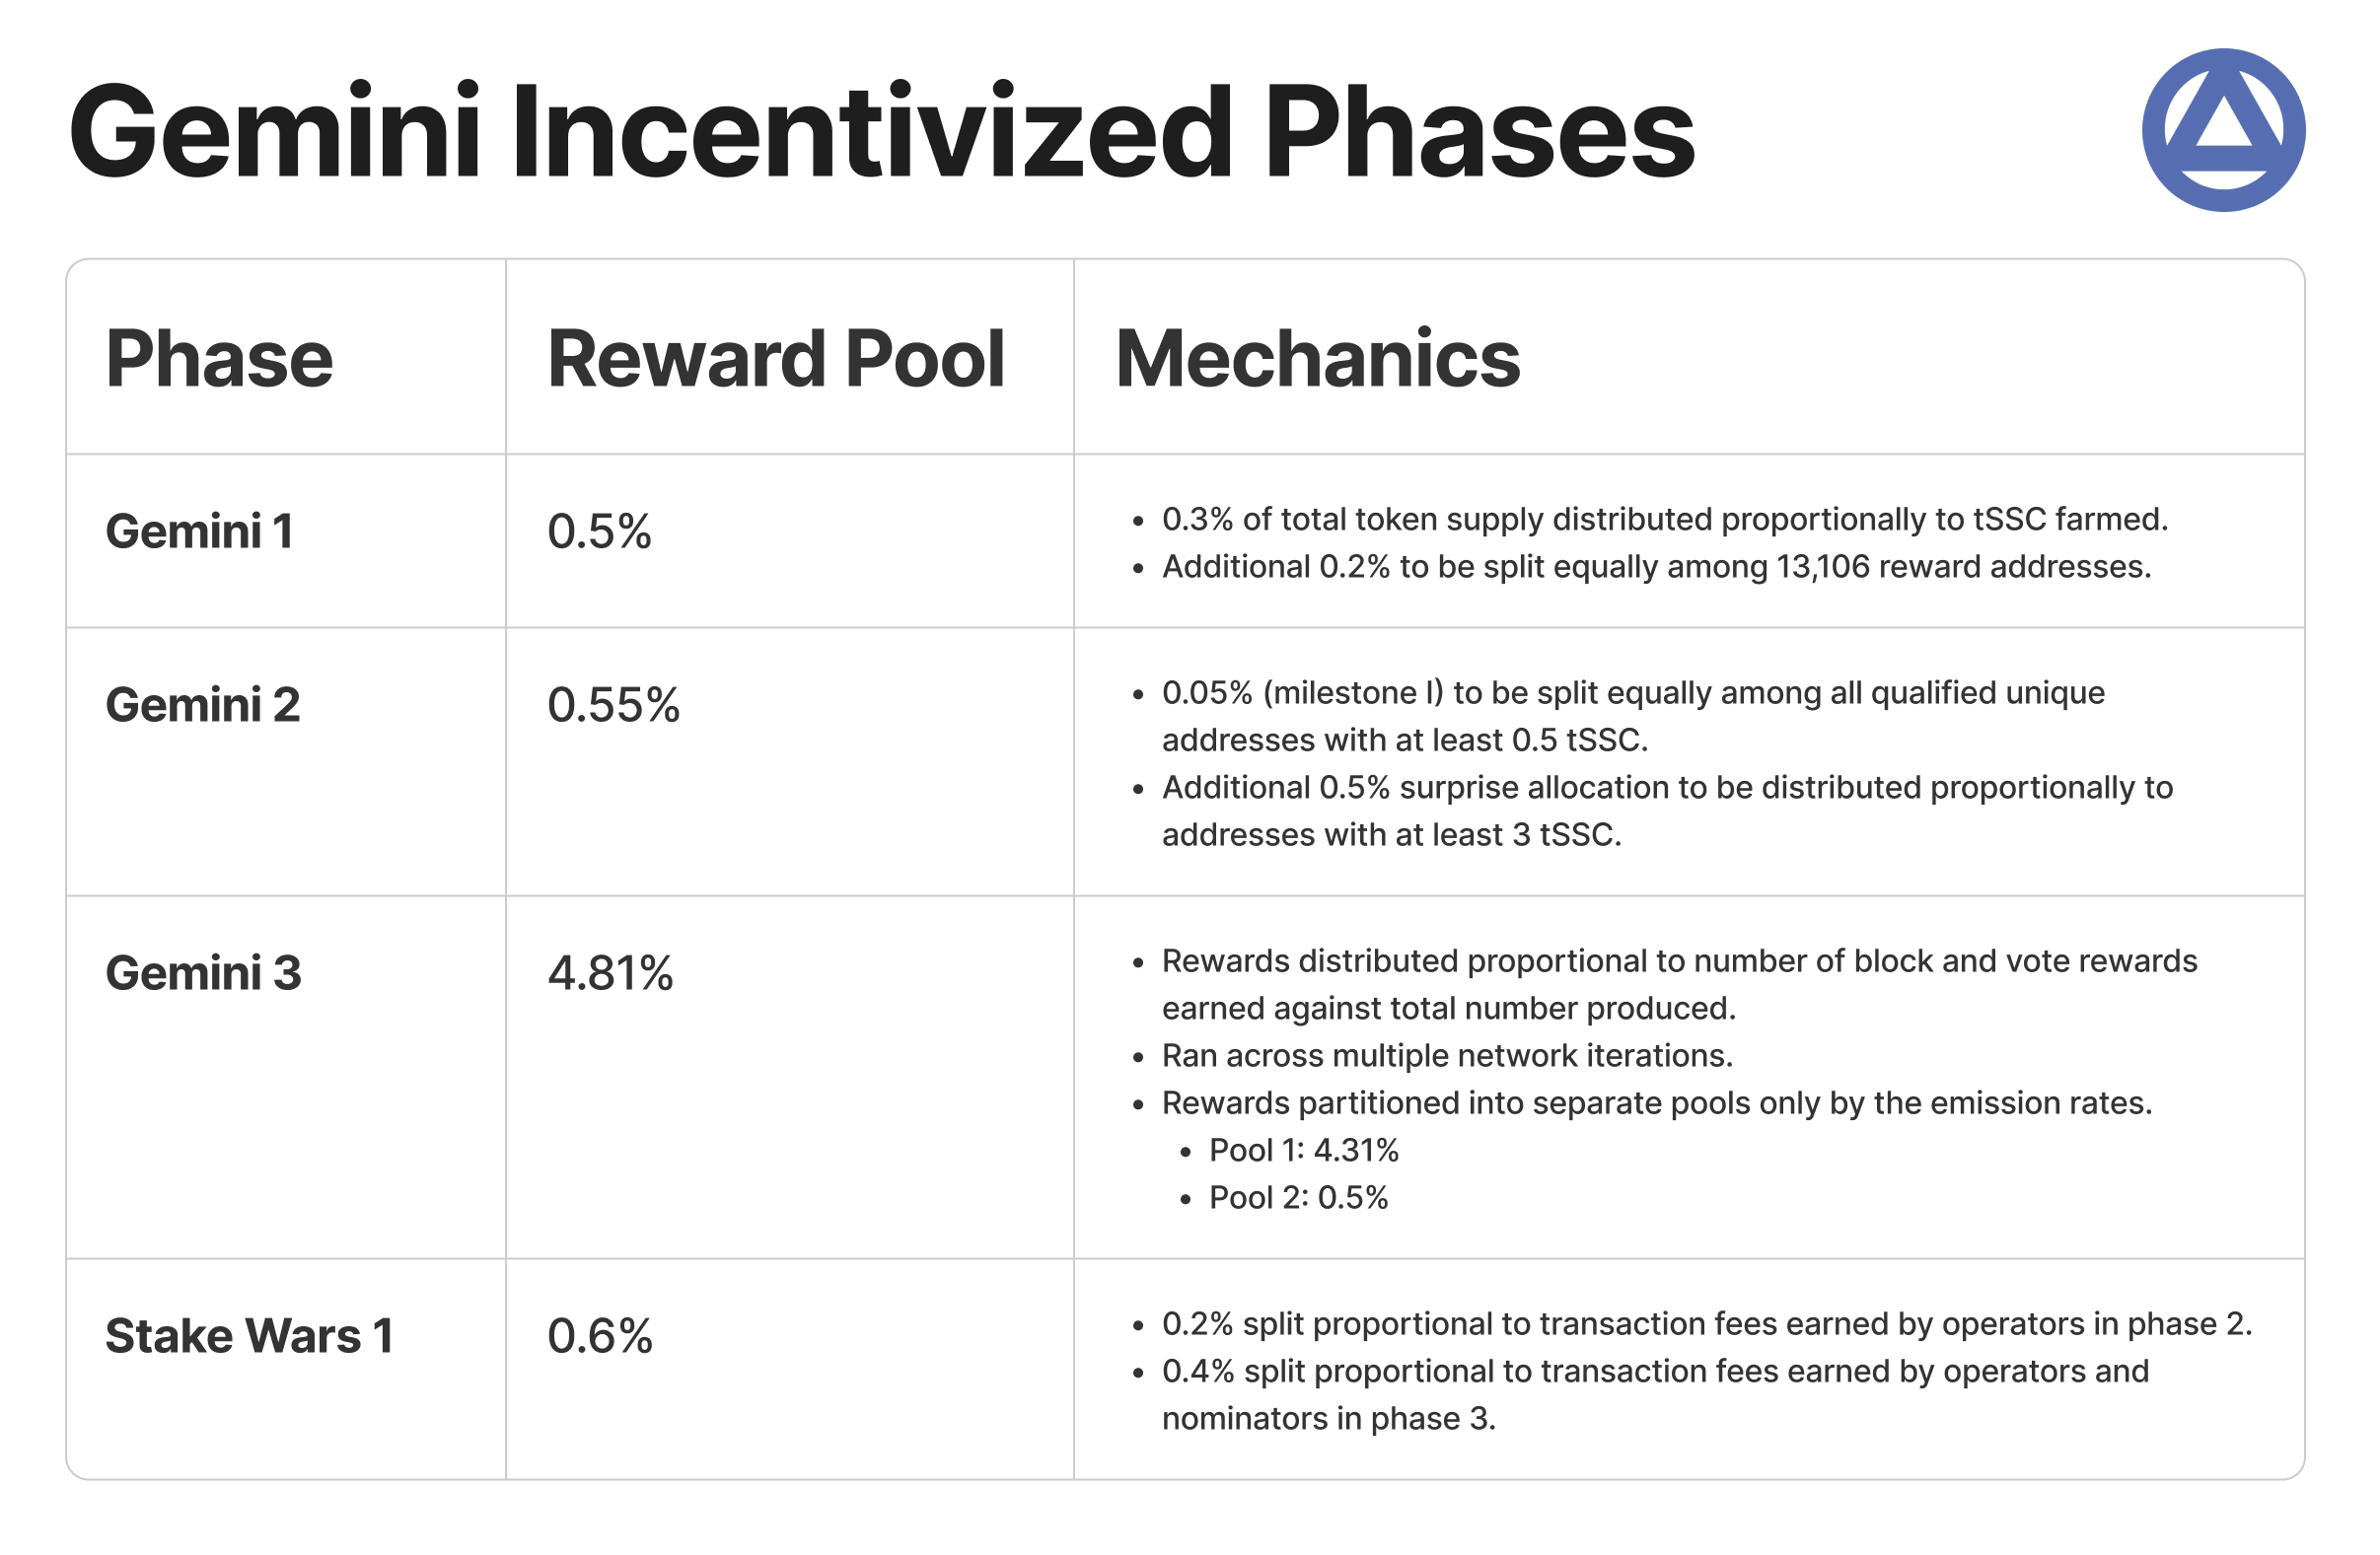 Gemini Incentivized Phases
Phase
Reward Pool
Mechanics
Gemini 1
0.5%
• 0.3% of total token supply distributed proportionally to tSSC farmed.
• Additional 0.2% to be split equally among 13,106 reward addresses.
Gemini 2
0.55%
• 0.05% (milestone I) to be split equally among all qualified unique
addresses with at least 0.5 tSSC.
• Additional 0.5% surprise allocation to be distributed proportionally to
addresses with at least 3 tSSC.
Gemini 3
4.81%
• Rewards distributed proportional to number of block and vote rewards
earned against total number produced.
• Ran across multiple network iterations.
• Rewards partitioned into separate pools only by the emission rates.
• Pool 1: 4.31%
• Pool 2: 0.5%
Stake Wars 1
0.6%
• 0.2% split proportional to transaction fees earned by operators in phase 2.
• 0.4% split proportional to transaction fees earned by operators and
nominators in phase 3.